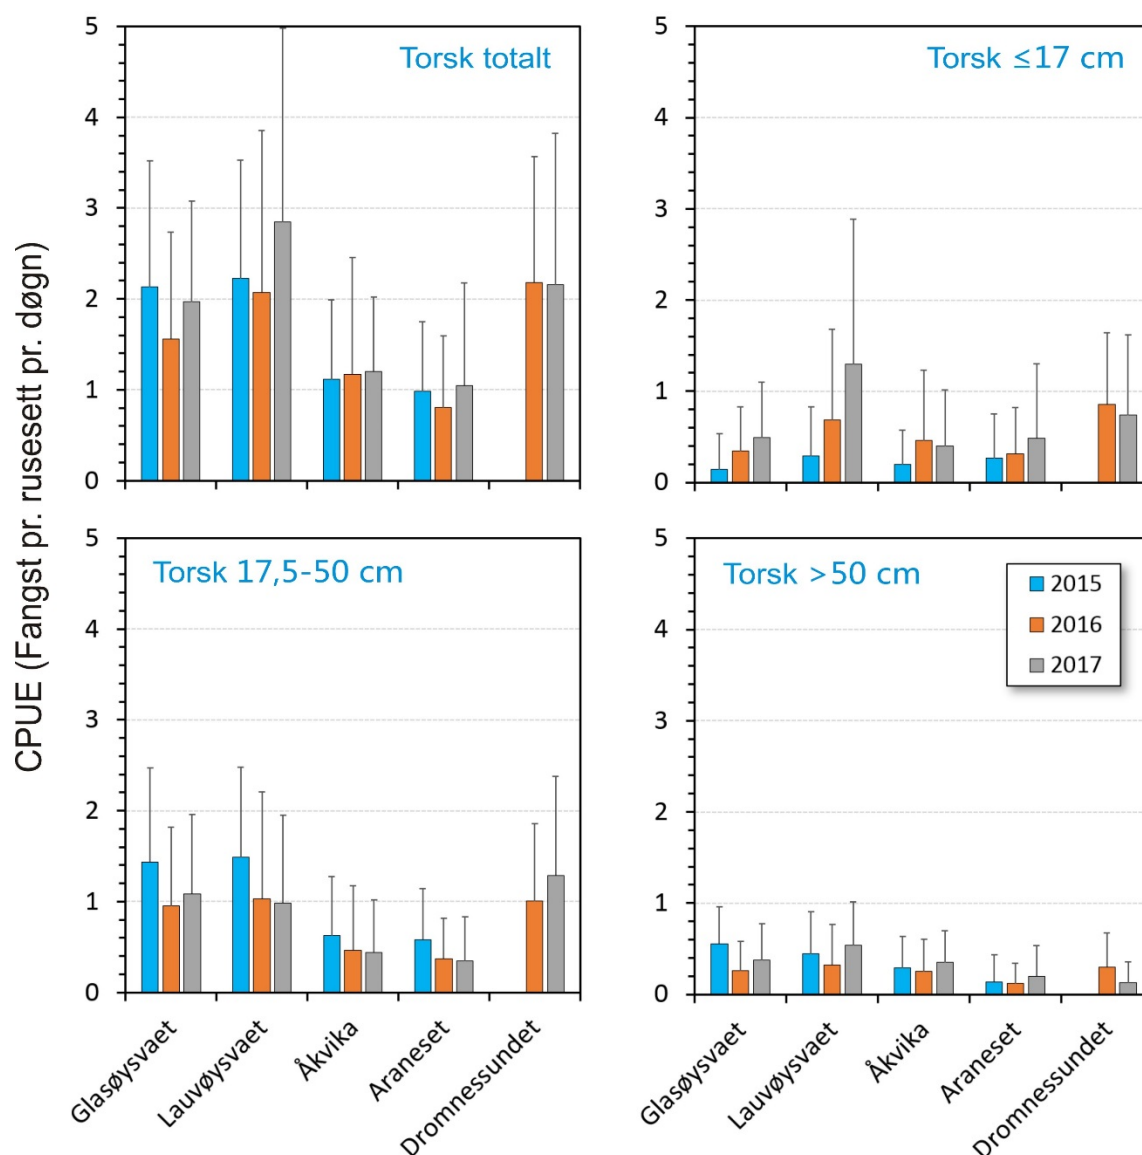 CPUE (Fangst pr. rusesett pr. døgn)
Torsk totalt
5
4
3
2
1
0
Torsk ≤17 cm
5
4
3
2
1
0
Torsk 17,5-50 cm
5
4
3
2
1
0
Glasøysvaet
Lauvøysvaet
Åkvika
Araneset
Dromnessundet
Torsk >50 cm
5
4
3
2
1
0
2015
2016
2017
Glasøysvaet
Lauvøysvaet
Åkvika
Araneset
Dromnessundet